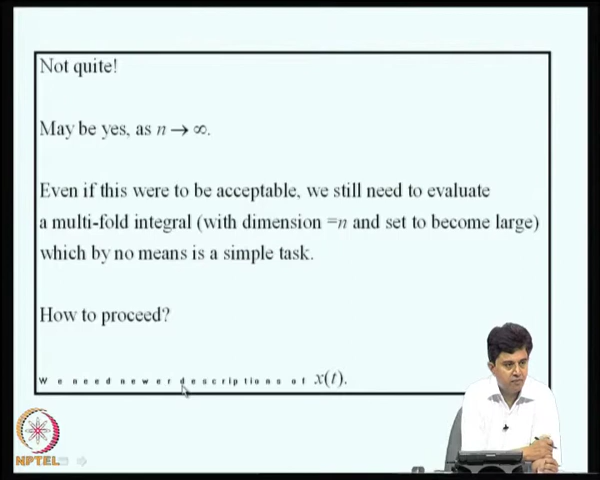 Not quite!
May be yes, as n → ∞.
Even if this were to be acceptable, we still need to evaluate
a multi-fold integral (with dimension =n and set to become large)
which by no means is a simple task.
How to proceed?
We need newer descriptions of x(t).
NPTEL